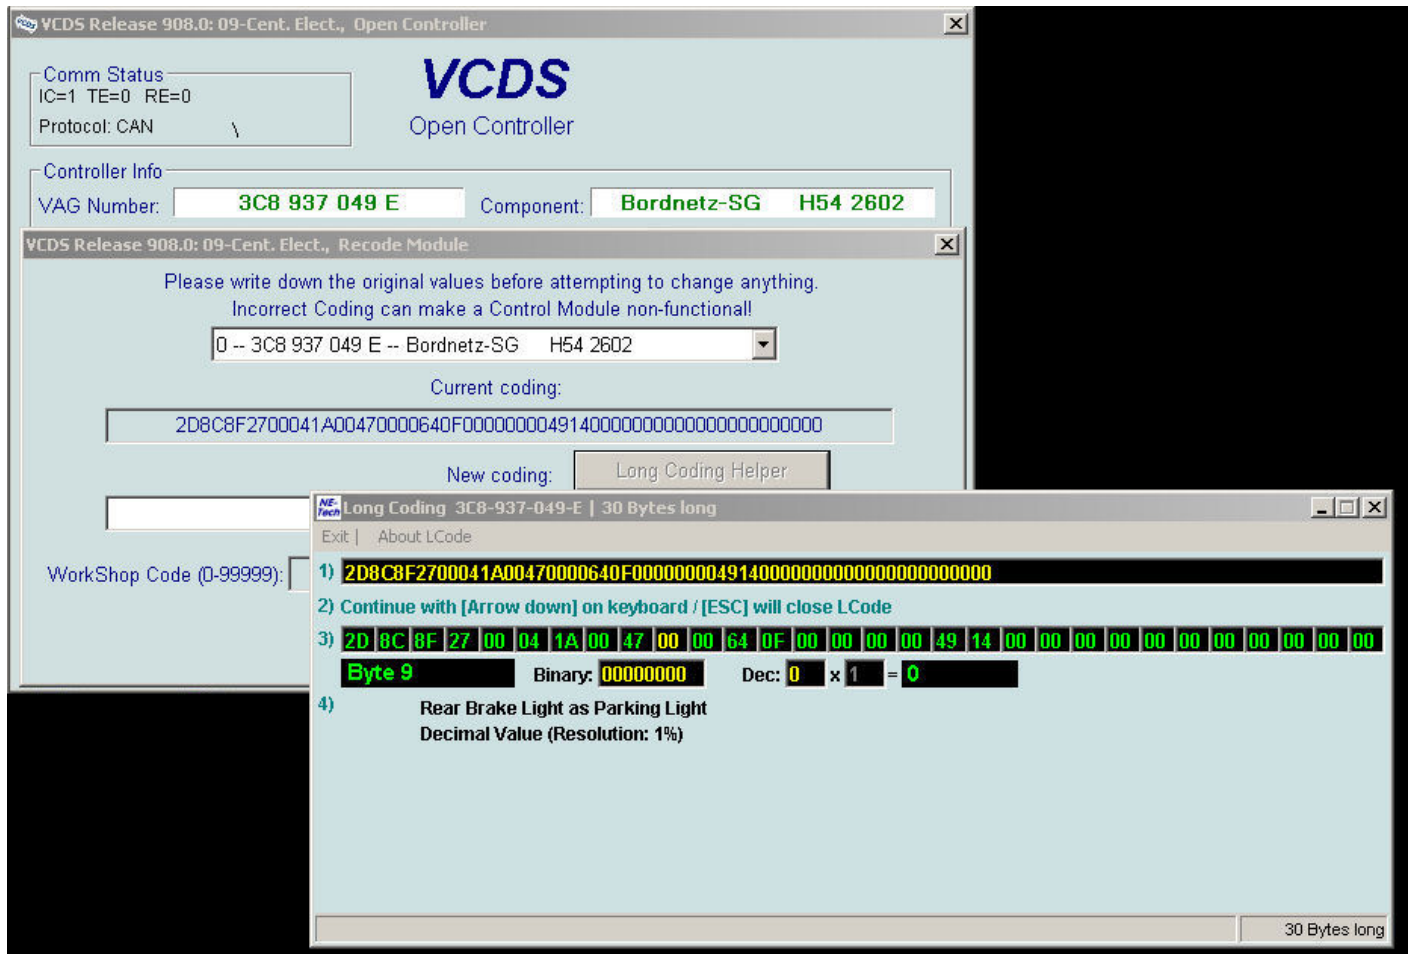 VCDS Release 908.0: 09-Cent. Elect., Open Controller
Comm Status
IC=1 TE=0 RE=0
Protocol: CAN \
VCDS
Open Controller
Controller Info
VAG Number: 3C8 937 049 E Component: Bordnetz-SG H54 2602
VCDS Release 908.0: 09-Cent. Elect., Recode Module
Please write down the original values before attempting to change anything.
Incorrect Coding can make a Control Module non-functional!
0 -- 3C8 937 049 E -- Bordnetz-SG H54 2602
Current coding:
2D8C8F2700041A00470000640F00000000491400000000000000000000000
New coding: Long Coding Helper
WorkShop Code (0-99999):
NE-Tech Long Coding 3C8-937-049-E | 30 Bytes long
Exit | About LCode
1) 2D8C8F2700041A00470000640F0000000049140000000000000000000000
2) Continue with [Arrow down] on keyboard / [ESC] will close LCode
3) 2D 8C 8F 27 00 04 1A 00 47 00 00 64 0F 00 00 00 00 49 14 00 00 00 00 00 00 00 00 00 00 00
Byte 9 Binary: 00000000 Dec: 0 x 1 = 0
4) Rear Brake Light as Parking Light
Decimal Value (Resolution: 1%)
30 Bytes long